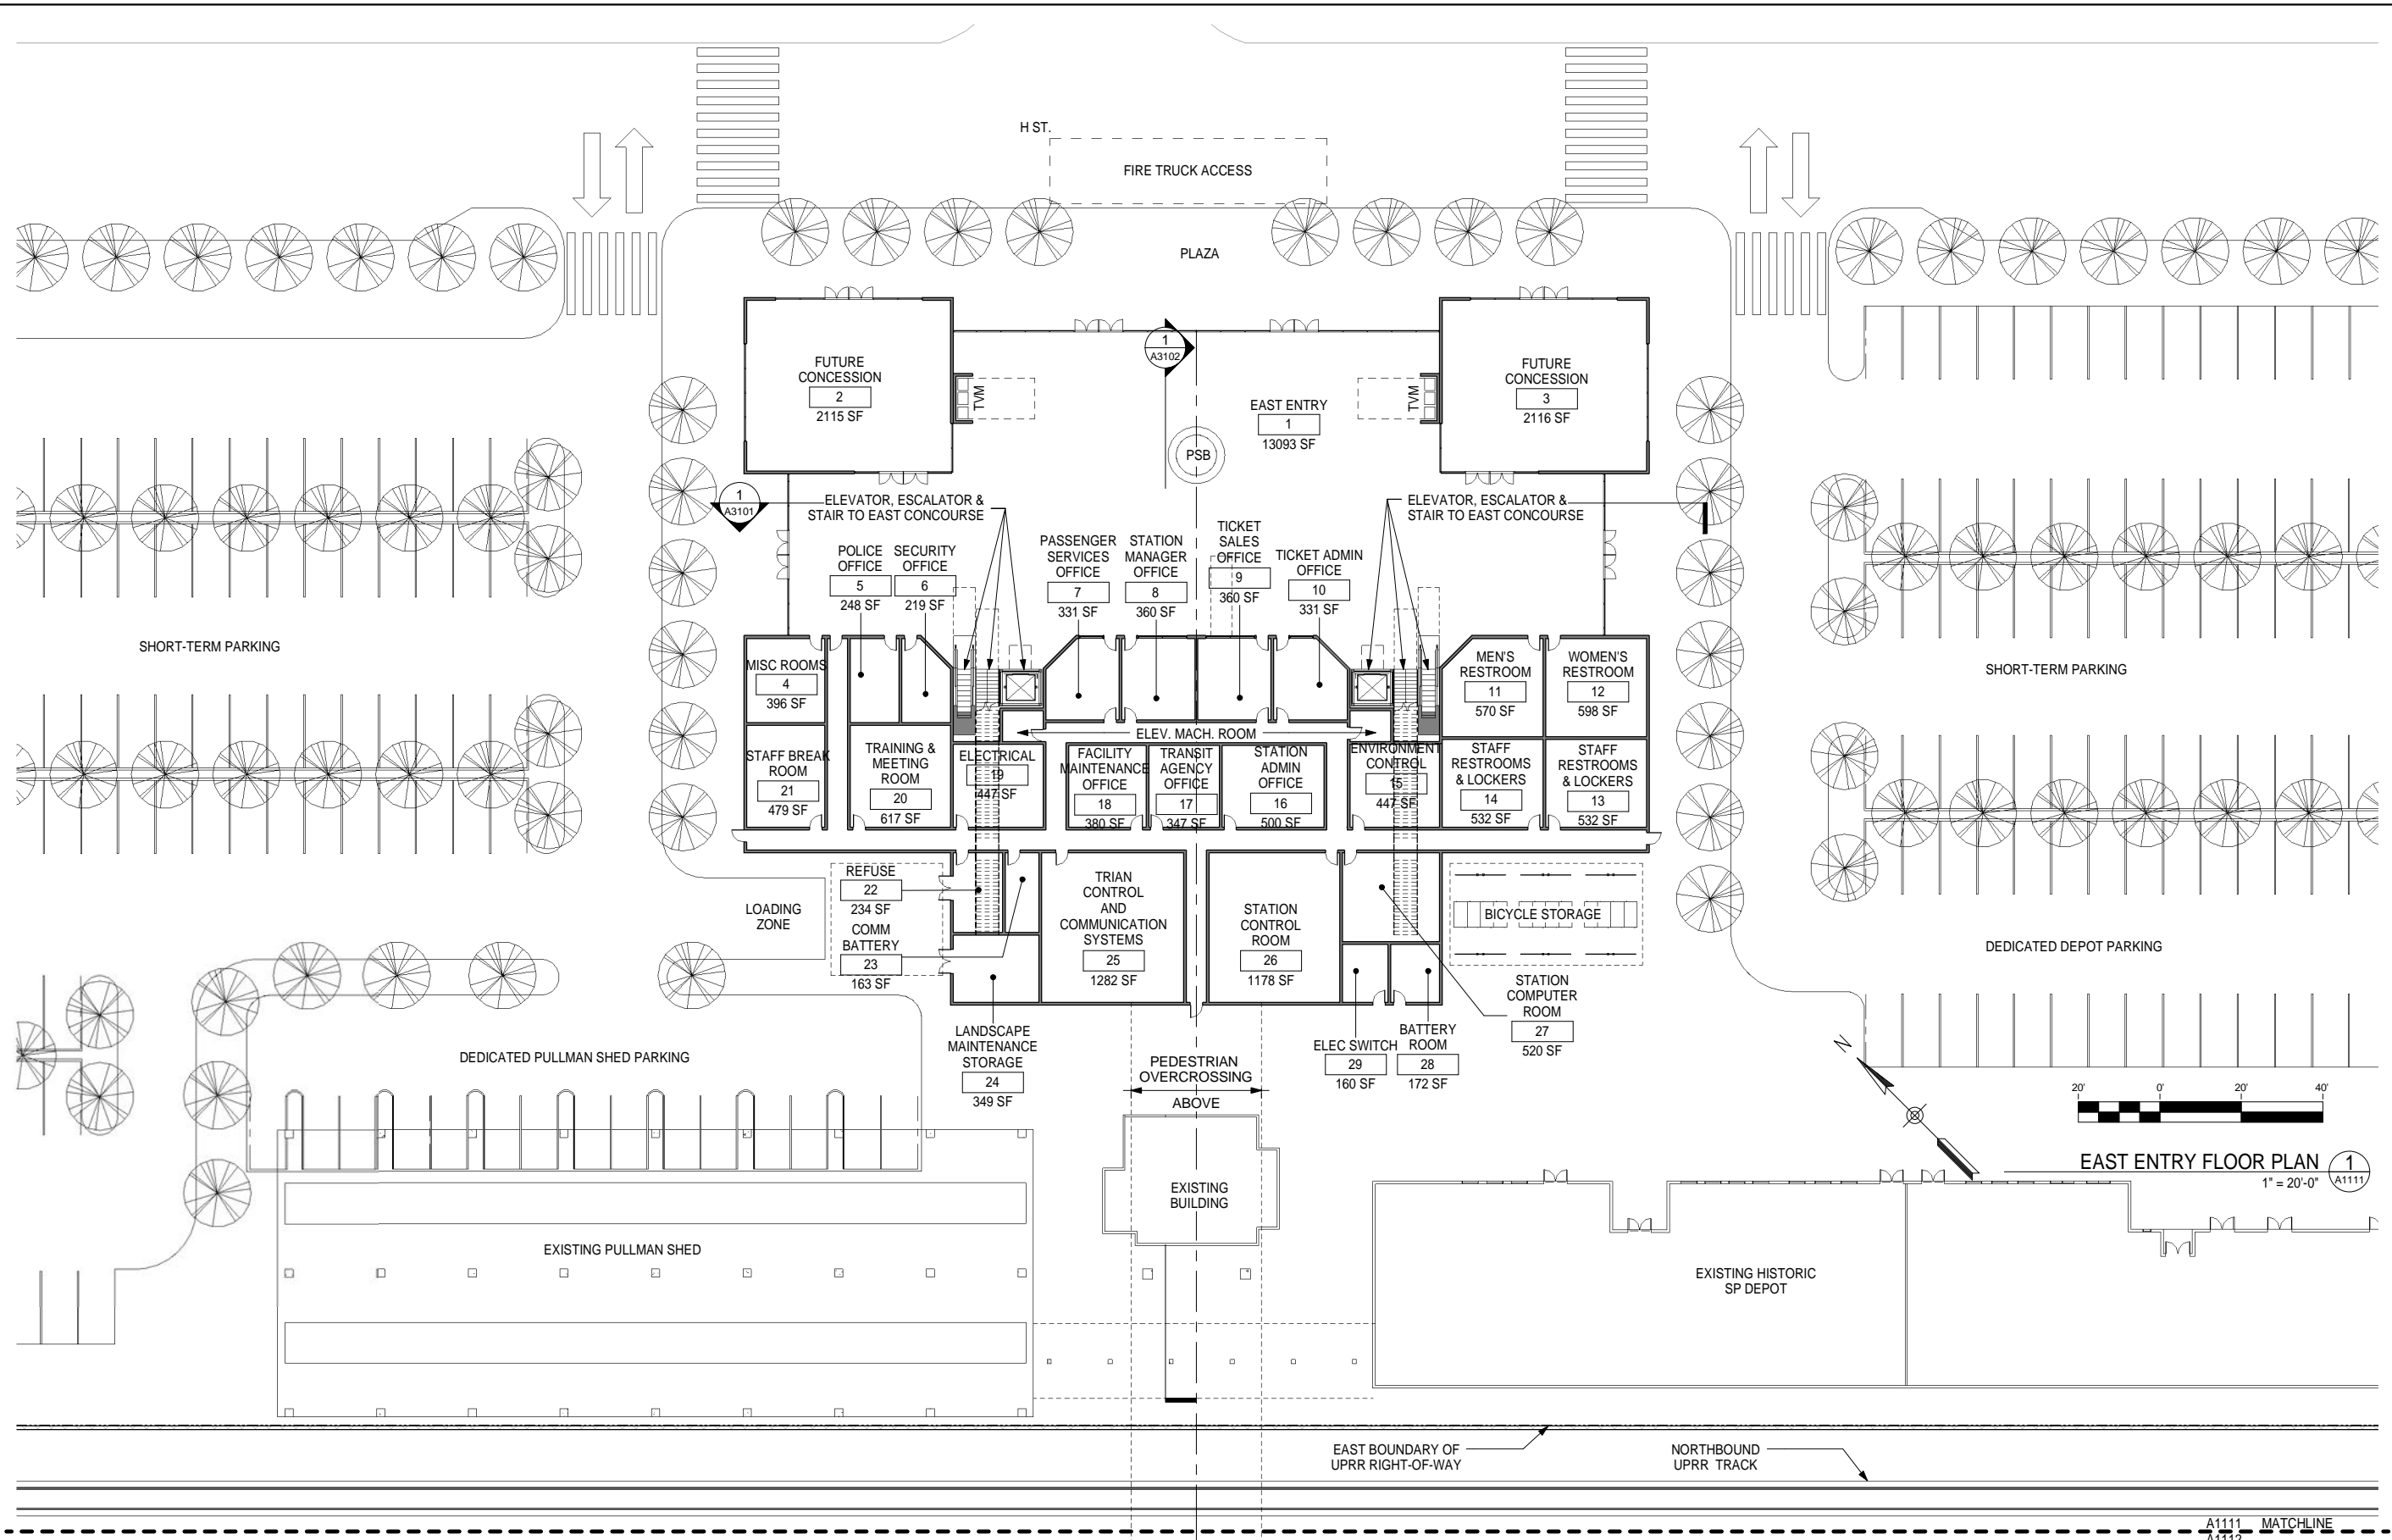 H ST.
FIRE TRUCK ACCESS
PLAZA
FUTURE
CONCESSION
2
2115 SF
TVM
1
A3102
EAST ENTRY
1
13093 SF
PSB
TVM
FUTURE
CONCESSION
3
2116 SF
1
A3101
ELEVATOR, ESCALATOR &
STAIR TO EAST CONCOURSE
ELEVATOR, ESCALATOR &
STAIR TO EAST CONCOURSE
POLICE
OFFICE
5
248 SF
SECURITY
OFFICE
6
219 SF
PASSENGER
SERVICES
OFFICE
7
331 SF
STATION
MANAGER
OFFICE
8
360 SF
TICKET
SALES
OFFICE
9
360 SF
TICKET ADMIN
OFFICE
10
331 SF
SHORT-TERM PARKING
MISC ROOMS
4
396 SF
MEN'S
RESTROOM
11
570 SF
WOMEN'S
RESTROOM
12
598 SF
SHORT-TERM PARKING
ELEV. MACH. ROOM
STAFF BREAK
ROOM
21
479 SF
TRAINING &
MEETING
ROOM
20
617 SF
ELECTRICAL
19
447 SF
FACILITY
MAINTENANCE
OFFICE
18
380 SF
TRANSIT
AGENCY
OFFICE
17
347 SF
STATION
ADMIN
OFFICE
16
500 SF
ENVIRONMENT
CONTROL
15
447 SF
STAFF
RESTROOMS
& LOCKERS
14
532 SF
STAFF
RESTROOMS
& LOCKERS
13
532 SF
LOADING
ZONE
REFUSE
22
234 SF
COMM
BATTERY
23
163 SF
TRIAN
CONTROL
AND
COMMUNICATION
SYSTEMS
25
1282 SF
STATION
CONTROL
ROOM
26
1178 SF
BICYCLE STORAGE
DEDICATED DEPOT PARKING
STATION
COMPUTER
ROOM
27
520 SF
LANDSCAPE
MAINTENANCE
STORAGE
24
349 SF
ELEC SWITCH
29
160 SF
BATTERY
ROOM
28
172 SF
DEDICATED PULLMAN SHED PARKING
PEDESTRIAN
OVERCROSSING
ABOVE
N
20' 0' 20' 40'
EAST ENTRY FLOOR PLAN
1" = 20'-0"
1
A1111
EXISTING
BUILDING
EXISTING PULLMAN SHED
EXISTING HISTORIC
SP DEPOT
EAST BOUNDARY OF
UPRR RIGHT-OF-WAY
NORTHBOUND
UPRR TRACK
A1111 MATCHLINE
A1112